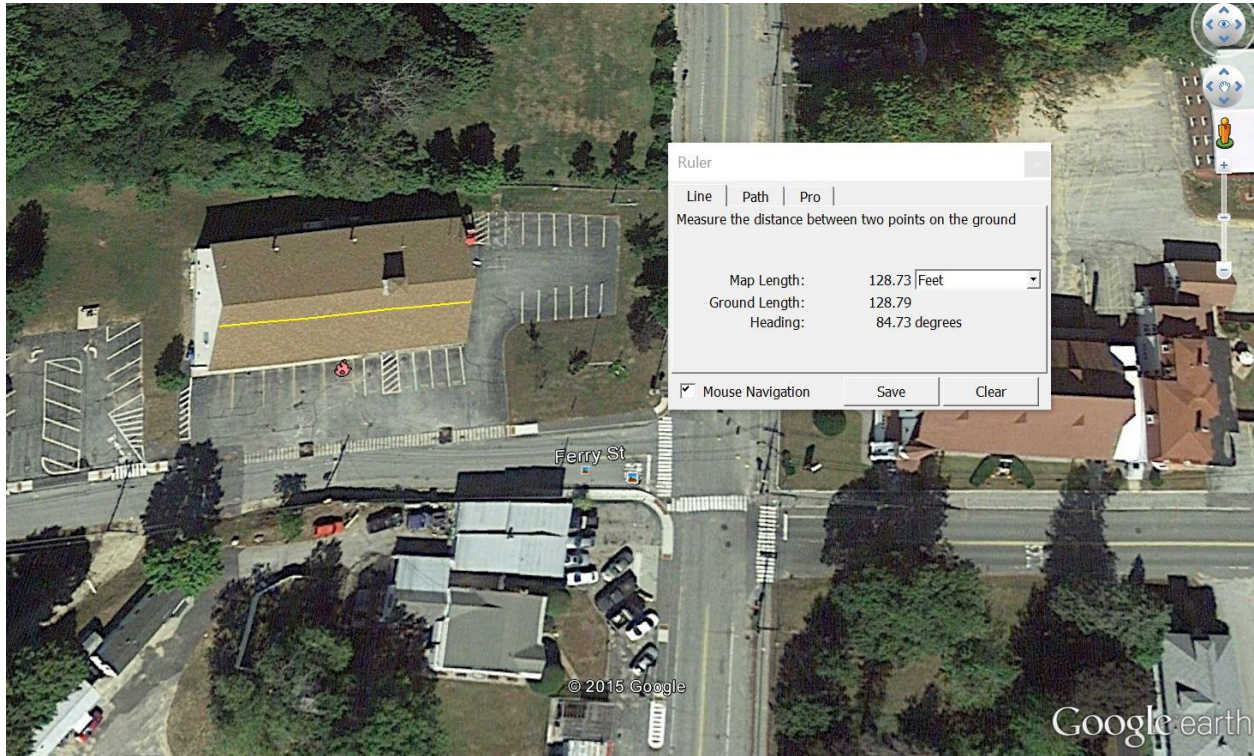 Ruler
Line Path Pro
Measure the distance between two points on the ground
Map Length: 128.73 Feet
Ground Length: 128.79
Heading: 84.73 degrees
Mouse Navigation Save Clear
Ferry St
© 2015 Google
Google earth